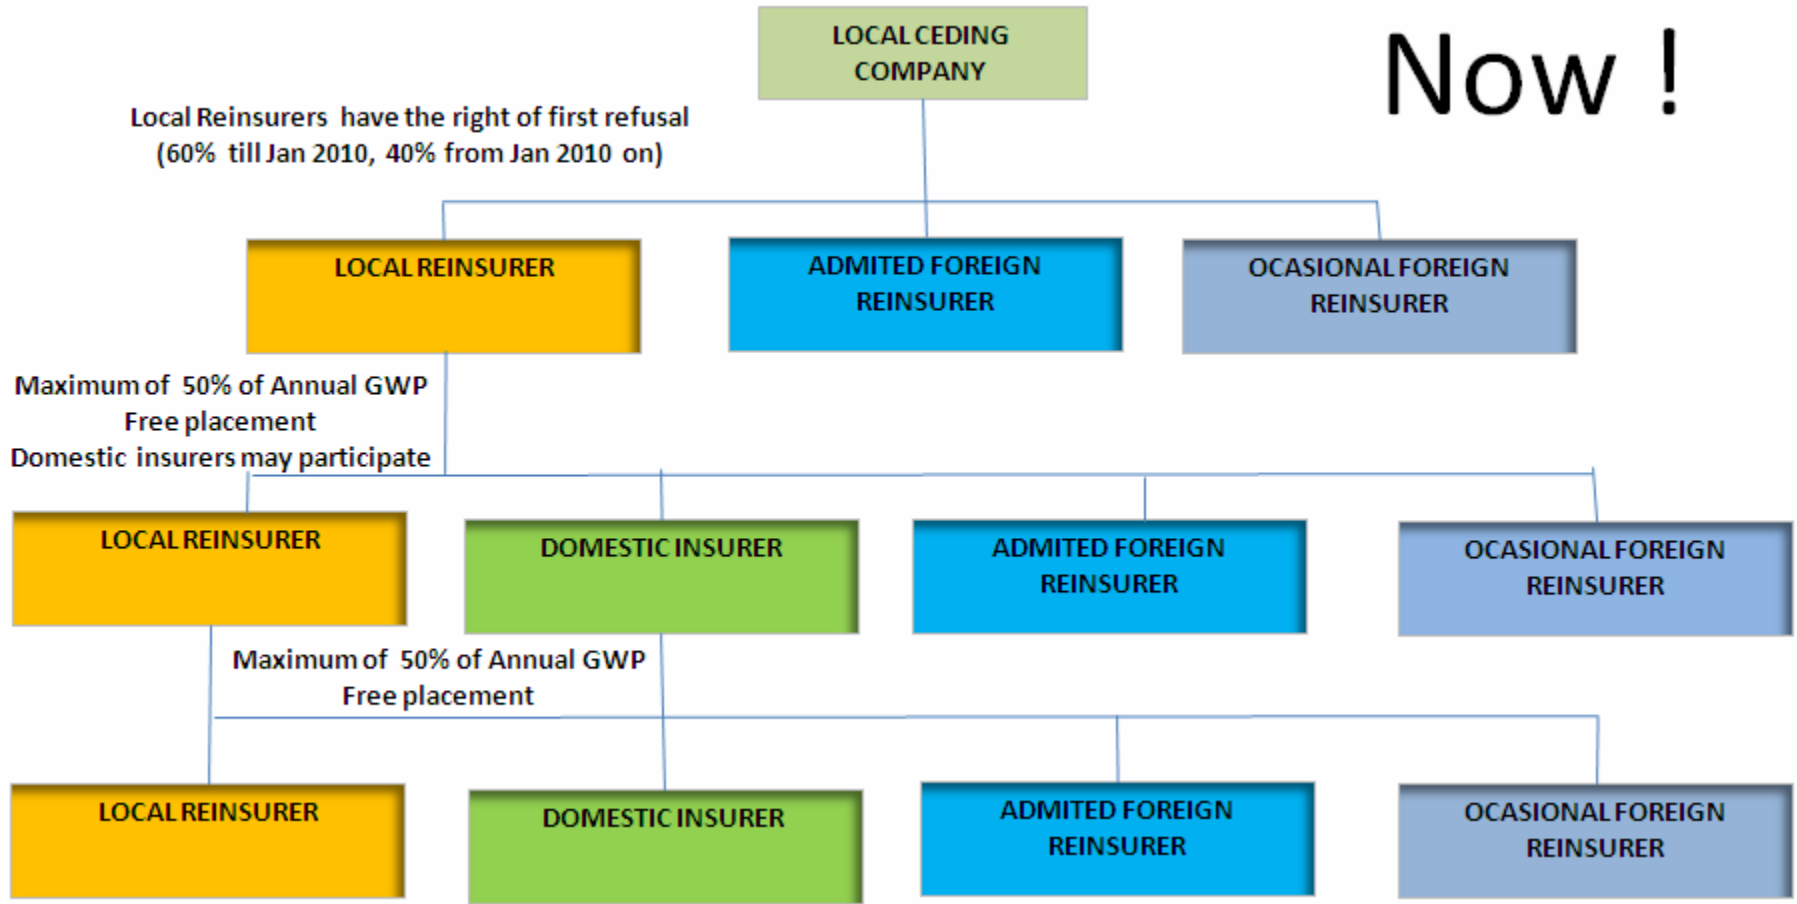 LOCAL CEDING
COMPANY
Now !
Local Reinsurers have the right of first refusal
(60% till Jan 2010, 40% from Jan 2010 on)
LOCAL REINSURER
ADMITED FOREIGN
REINSURER
OCASIONAL FOREIGN
REINSURER
Maximum of 50% of Annual GWP
Free placement
Domestic insurers may participate
LOCAL REINSURER
DOMESTIC INSURER
ADMITED FOREIGN
REINSURER
OCASIONAL FOREIGN
REINSURER
Maximum of 50% of Annual GWP
Free placement
LOCAL REINSURER
DOMESTIC INSURER
ADMITED FOREIGN
REINSURER
OCASIONAL FOREIGN
REINSURER